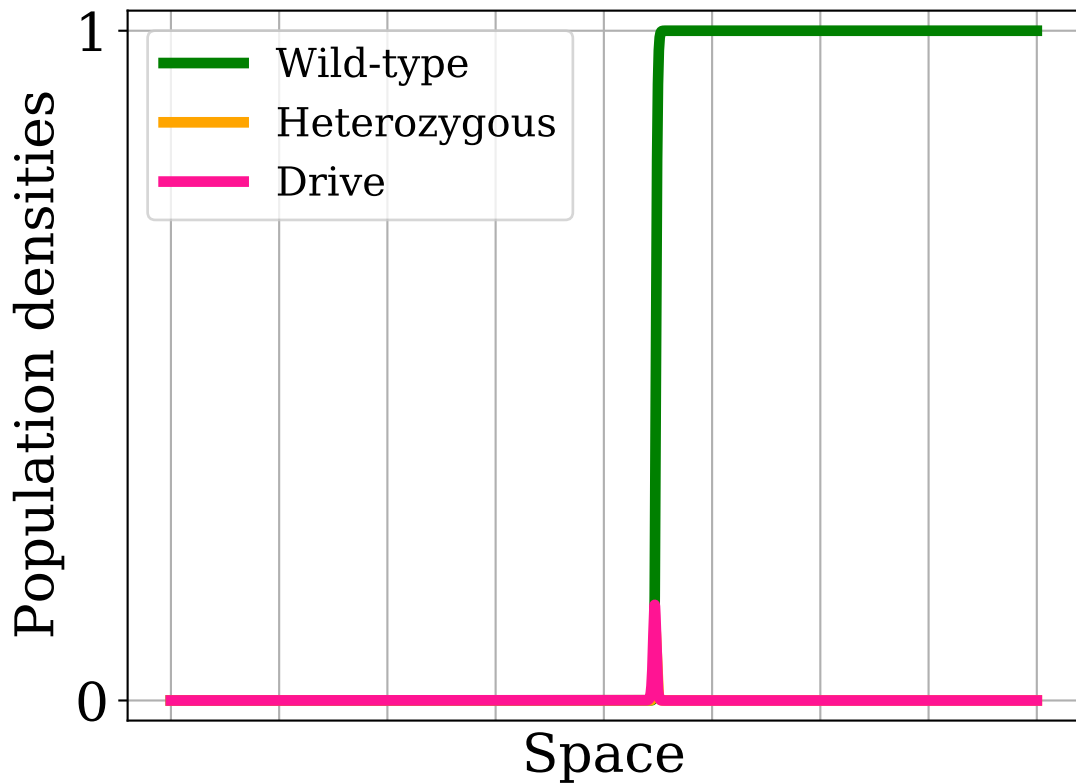 Population densities
1
0
Wild-type
Heterozygous
Drive
Space